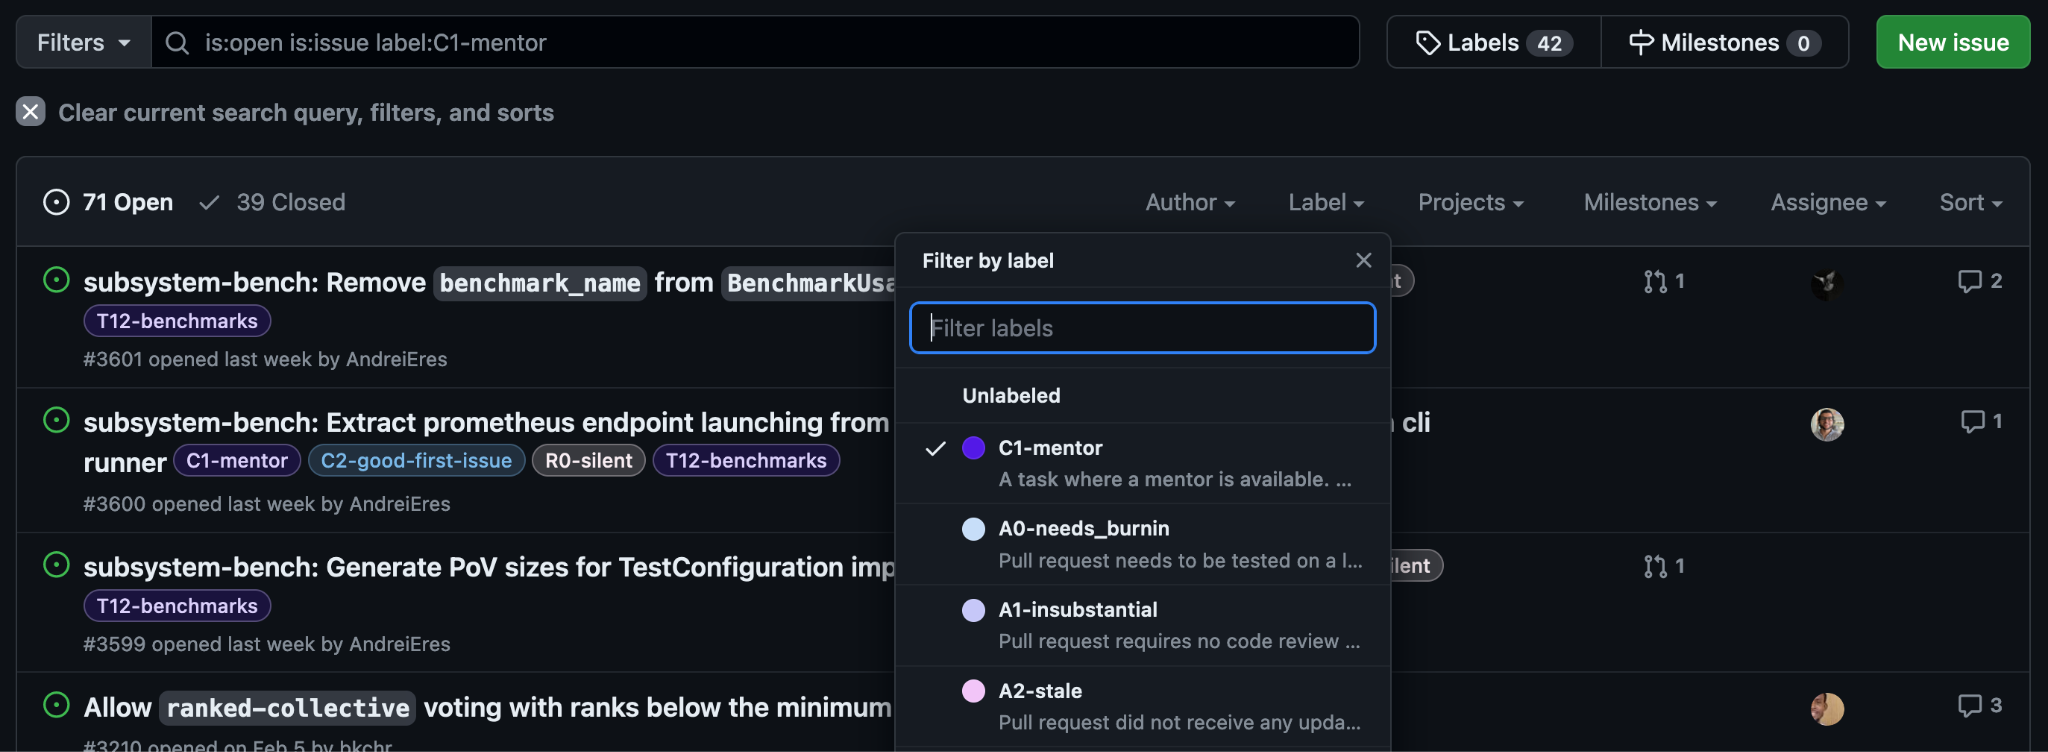 Filters
is:open is:issue label:C1-mentor
Labels 42
Milestones 0
New issue
Clear current search query, filters, and sorts
71 Open
39 Closed
Author
Label
Projects
Milestones
Assignee
Sort
subsystem-bench: Remove benchmark_name from
T12-benchmarks
#3601 opened last week by AndreiEres
1
2
subsystem-bench: Extract prometheus endpoint launching from cli
runner C1-mentor C2-good-first-issue R0-silent T12-benchmarks
#3600 opened last week by AndreiEres
1
subsystem-bench: Generate PoV sizes for TestConfiguration
T12-benchmarks
#3599 opened last week by AndreiEres
1
Allow ranked-collective voting with ranks below the minimum
#3210 opened on Feb 5 by bkchr
3
Filter by label
Filter labels
Unlabeled
C1-mentor
A task where a mentor is available. ...
A0-needs_burnin
Pull request needs to be tested on a l...
A1-insubstantial
Pull request requires no code review ...
A2-stale
Pull request did not receive any upda...